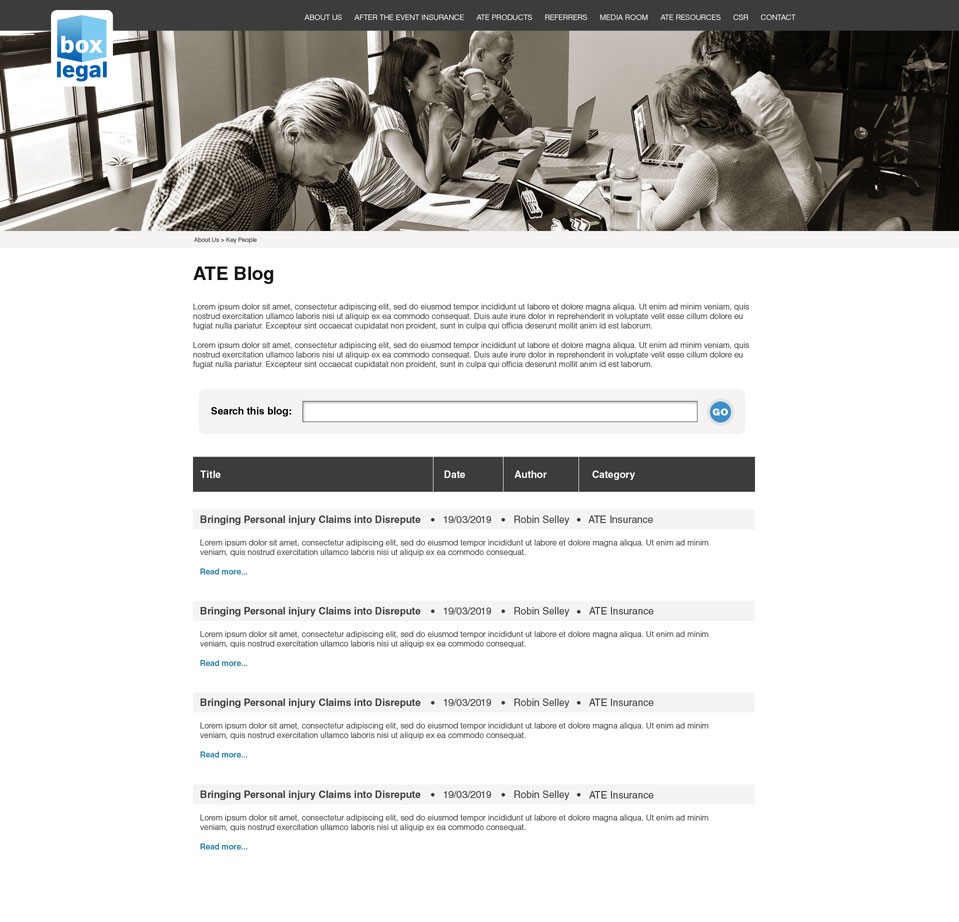 ABOUT US AFTER THE EVENT INSURANCE ATE PRODUCTS REFERRERS MEDIA ROOM ATE RESOURCES CSR CONTACT
box
legal
About Us > Key People
ATE Blog
Lorem ipsum dolor sit amet, consectetur adipiscing elit, sed do eiusmod tempor incididunt ut labore et dolore magna aliqua. Ut enim ad minim veniam, quis
nostrud exercitation ullamco laboris nisi ut aliquip ex ea commodo consequat. Duis aute irure dolor in reprehenderit in voluptate velit esse cillum dolore eu
fugiat nulla pariatur. Excepteur sint occaecat cupidatat non proident, sunt in culpa qui officia deserunt mollit anim id est laborum.
Lorem ipsum dolor sit amet, consectetur adipiscing elit, sed do eiusmod tempor incididunt ut labore et dolore magna aliqua. Ut enim ad minim veniam, quis
nostrud exercitation ullamco laboris nisi ut aliquip ex ea commodo consequat. Duis aute irure dolor in reprehenderit in voluptate velit esse cillum dolore eu
fugiat nulla pariatur. Excepteur sint occaecat cupidatat non proident, sunt in culpa qui officia deserunt mollit anim id est laborum.
Search this blog: GO
Title Date Author Category
Bringing Personal injury Claims into Disrepute • 19/03/2019 • Robin Selley • ATE Insurance
Lorem ipsum dolor sit amet, consectetur adipiscing elit, sed do eiusmod tempor incididunt ut labore et dolore magna aliqua. Ut enim ad minim
veniam, quis nostrud exercitation ullamco laboris nisi ut aliquip ex ea commodo consequat.
Read more...
Bringing Personal injury Claims into Disrepute • 19/03/2019 • Robin Selley • ATE Insurance
Lorem ipsum dolor sit amet, consectetur adipiscing elit, sed do eiusmod tempor incididunt ut labore et dolore magna aliqua. Ut enim ad minim
veniam, quis nostrud exercitation ullamco laboris nisi ut aliquip ex ea commodo consequat.
Read more...
Bringing Personal injury Claims into Disrepute • 19/03/2019 • Robin Selley • ATE Insurance
Lorem ipsum dolor sit amet, consectetur adipiscing elit, sed do eiusmod tempor incididunt ut labore et dolore magna aliqua. Ut enim ad minim
veniam, quis nostrud exercitation ullamco laboris nisi ut aliquip ex ea commodo consequat.
Read more...
Bringing Personal injury Claims into Disrepute • 19/03/2019 • Robin Selley • ATE Insurance
Lorem ipsum dolor sit amet, consectetur adipiscing elit, sed do eiusmod tempor incididunt ut labore et dolore magna aliqua. Ut enim ad minim
veniam, quis nostrud exercitation ullamco laboris nisi ut aliquip ex ea commodo consequat.
Read more...